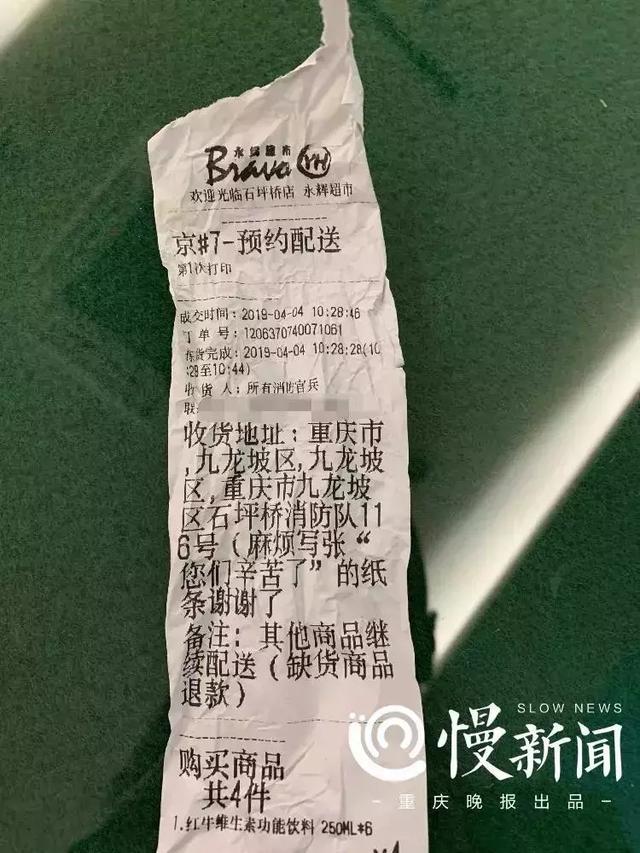 永辉超市
Bravo YH
欢迎光临石坪桥店 永辉超市
京#7-预约配送
第1次打印
成交时间：2019-04-04 10:28:46
订单号：1206370740071061
拣货完成：2019-04-04 10:28:28(10
:29至10:44)
收货人：所有消防官兵
联
收货地址：重庆市
,九龙坡区,九龙坡
区,重庆市九龙坡
区石坪桥消防队11
6号（麻烦写张“
您们辛苦了”的纸
条谢谢了
备注：其他商品继
续配送（缺货商品
退款）
购买商品
共4件
1.红牛维生素功能饮料 250ML*6
SLOW NEWS
慢新闻
-重庆晚报出品-